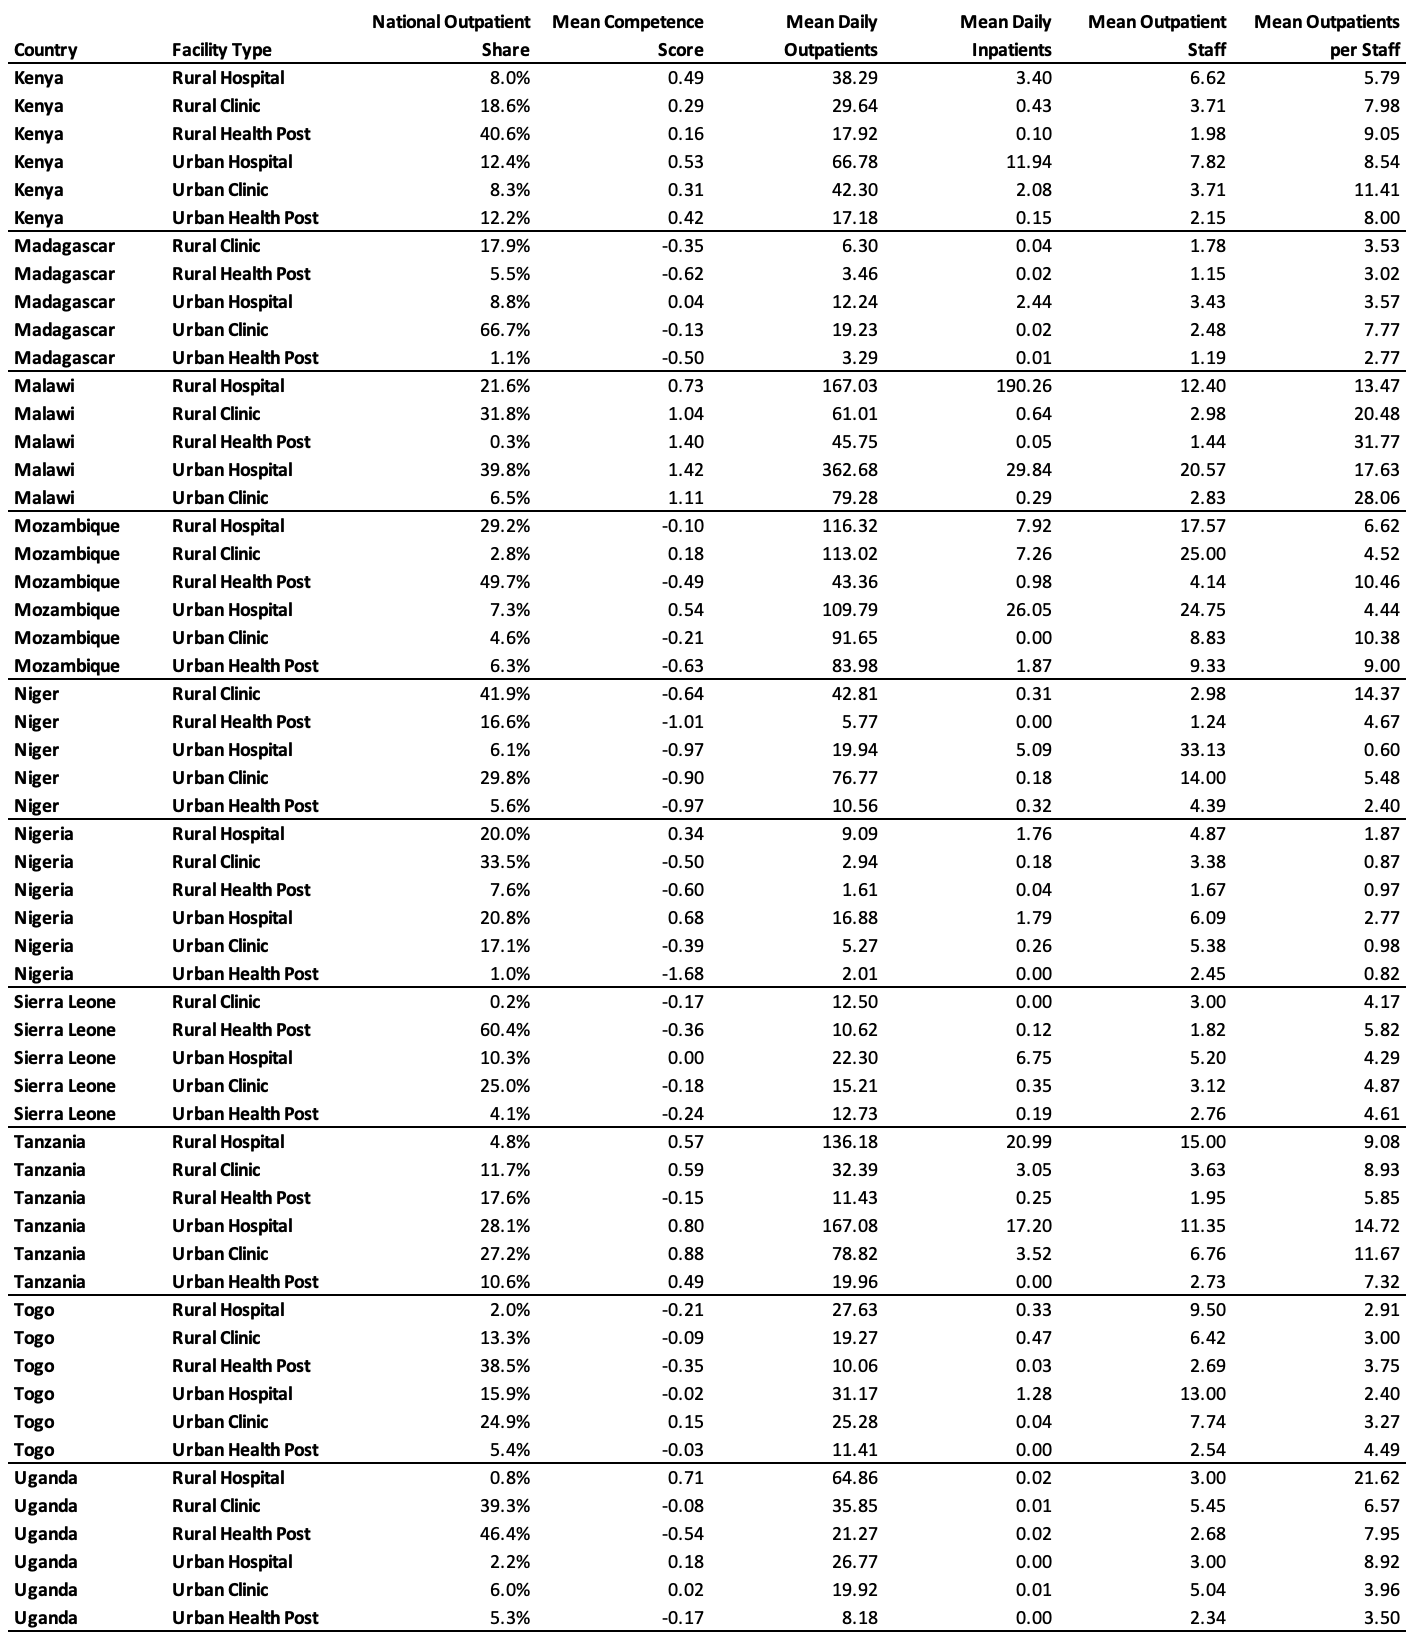 National Outpatient Mean Competence Mean Daily Mean Daily Mean Outpatient Mean Outpatients
Country Facility Type Share Score Outpatients Inpatients Staff per Staff
Kenya Rural Hospital 8.0% 0.49 38.29 3.40 6.62 5.79
Kenya Rural Clinic 18.6% 0.29 29.64 0.43 3.71 7.98
Kenya Rural Health Post 40.6% 0.16 17.92 0.10 1.98 9.05
Kenya Urban Hospital 12.4% 0.53 66.78 11.94 7.82 8.54
Kenya Urban Clinic 8.3% 0.31 42.30 2.08 3.71 11.41
Kenya Urban Health Post 12.2% 0.42 17.18 0.15 2.15 8.00
Madagascar Rural Clinic 17.9% -0.35 6.30 0.04 1.78 3.53
Madagascar Rural Health Post 5.5% -0.62 3.46 0.02 1.15 3.02
Madagascar Urban Hospital 8.8% 0.04 12.24 2.44 3.43 3.57
Madagascar Urban Clinic 66.7% -0.13 19.23 0.02 2.48 7.77
Madagascar Urban Health Post 1.1% -0.50 3.29 0.01 1.19 2.77
Malawi Rural Hospital 21.6% 0.73 167.03 190.26 12.40 13.47
Malawi Rural Clinic 31.8% 1.04 61.01 0.64 2.98 20.48
Malawi Rural Health Post 0.3% 1.40 45.75 0.05 1.44 31.77
Malawi Urban Hospital 39.8% 1.42 362.68 29.84 20.57 17.63
Malawi Urban Clinic 6.5% 1.11 79.28 0.29 2.83 28.06
Mozambique Rural Hospital 29.2% -0.10 116.32 7.92 17.57 6.62
Mozambique Rural Clinic 2.8% 0.18 113.02 7.26 25.00 4.52
Mozambique Rural Health Post 49.7% -0.49 43.36 0.98 4.14 10.46
Mozambique Urban Hospital 7.3% 0.54 109.79 26.05 24.75 4.44
Mozambique Urban Clinic 4.6% -0.21 91.65 0.00 8.83 10.38
Mozambique Urban Health Post 6.3% -0.63 83.98 1.87 9.33 9.00
Niger Rural Clinic 41.9% -0.64 42.81 0.31 2.98 14.37
Niger Rural Health Post 16.6% -1.01 5.77 0.00 1.24 4.67
Niger Urban Hospital 6.1% -0.97 19.94 5.09 33.13 0.60
Niger Urban Clinic 29.8% -0.90 76.77 0.18 14.00 5.48
Niger Urban Health Post 5.6% -0.97 10.56 0.32 4.39 2.40
Nigeria Rural Hospital 20.0% 0.34 9.09 1.76 4.87 1.87
Nigeria Rural Clinic 33.5% -0.50 2.94 0.18 3.38 0.87
Nigeria Rural Health Post 7.6% -0.60 1.61 0.04 1.67 0.97
Nigeria Urban Hospital 20.8% 0.68 16.88 1.79 6.09 2.77
Nigeria Urban Clinic 17.1% -0.39 5.27 0.26 5.38 0.98
Nigeria Urban Health Post 1.0% -1.68 2.01 0.00 2.45 0.82
Sierra Leone Rural Clinic 0.2% -0.17 12.50 0.00 3.00 4.17
Sierra Leone Rural Health Post 60.4% -0.36 10.62 0.12 1.82 5.82
Sierra Leone Urban Hospital 10.3% 0.00 22.30 6.75 5.20 4.29
Sierra Leone Urban Clinic 25.0% -0.18 15.21 0.35 3.12 4.87
Sierra Leone Urban Health Post 4.1% -0.24 12.73 0.19 2.76 4.61
Tanzania Rural Hospital 4.8% 0.57 136.18 20.99 15.00 9.08
Tanzania Rural Clinic 11.7% 0.59 32.39 3.05 3.63 8.93
Tanzania Rural Health Post 17.6% -0.15 11.43 0.25 1.95 5.85
Tanzania Urban Hospital 28.1% 0.80 167.08 17.20 11.35 14.72
Tanzania Urban Clinic 27.2% 0.88 78.82 3.52 6.76 11.67
Tanzania Urban Health Post 10.6% 0.49 19.96 0.00 2.73 7.32
Togo Rural Hospital 2.0% -0.21 27.63 0.33 9.50 2.91
Togo Rural Clinic 13.3% -0.09 19.27 0.47 6.42 3.00
Togo Rural Health Post 38.5% -0.35 10.06 0.03 2.69 3.75
Togo Urban Hospital 15.9% -0.02 31.17 1.28 13.00 2.40
Togo Urban Clinic 24.9% 0.15 25.28 0.04 7.74 3.27
Togo Urban Health Post 5.4% -0.03 11.41 0.00 2.54 4.49
Uganda Rural Hospital 0.8% 0.71 64.86 0.02 3.00 21.62
Uganda Rural Clinic 39.3% -0.08 35.85 0.01 5.45 6.57
Uganda Rural Health Post 46.4% -0.54 21.27 0.02 2.68 7.95
Uganda Urban Hospital 2.2% 0.18 26.77 0.00 3.00 8.92
Uganda Urban Clinic 6.0% 0.02 19.92 0.01 5.04 3.96
Uganda Urban Health Post 5.3% -0.17 8.18 0.00 2.34 3.50